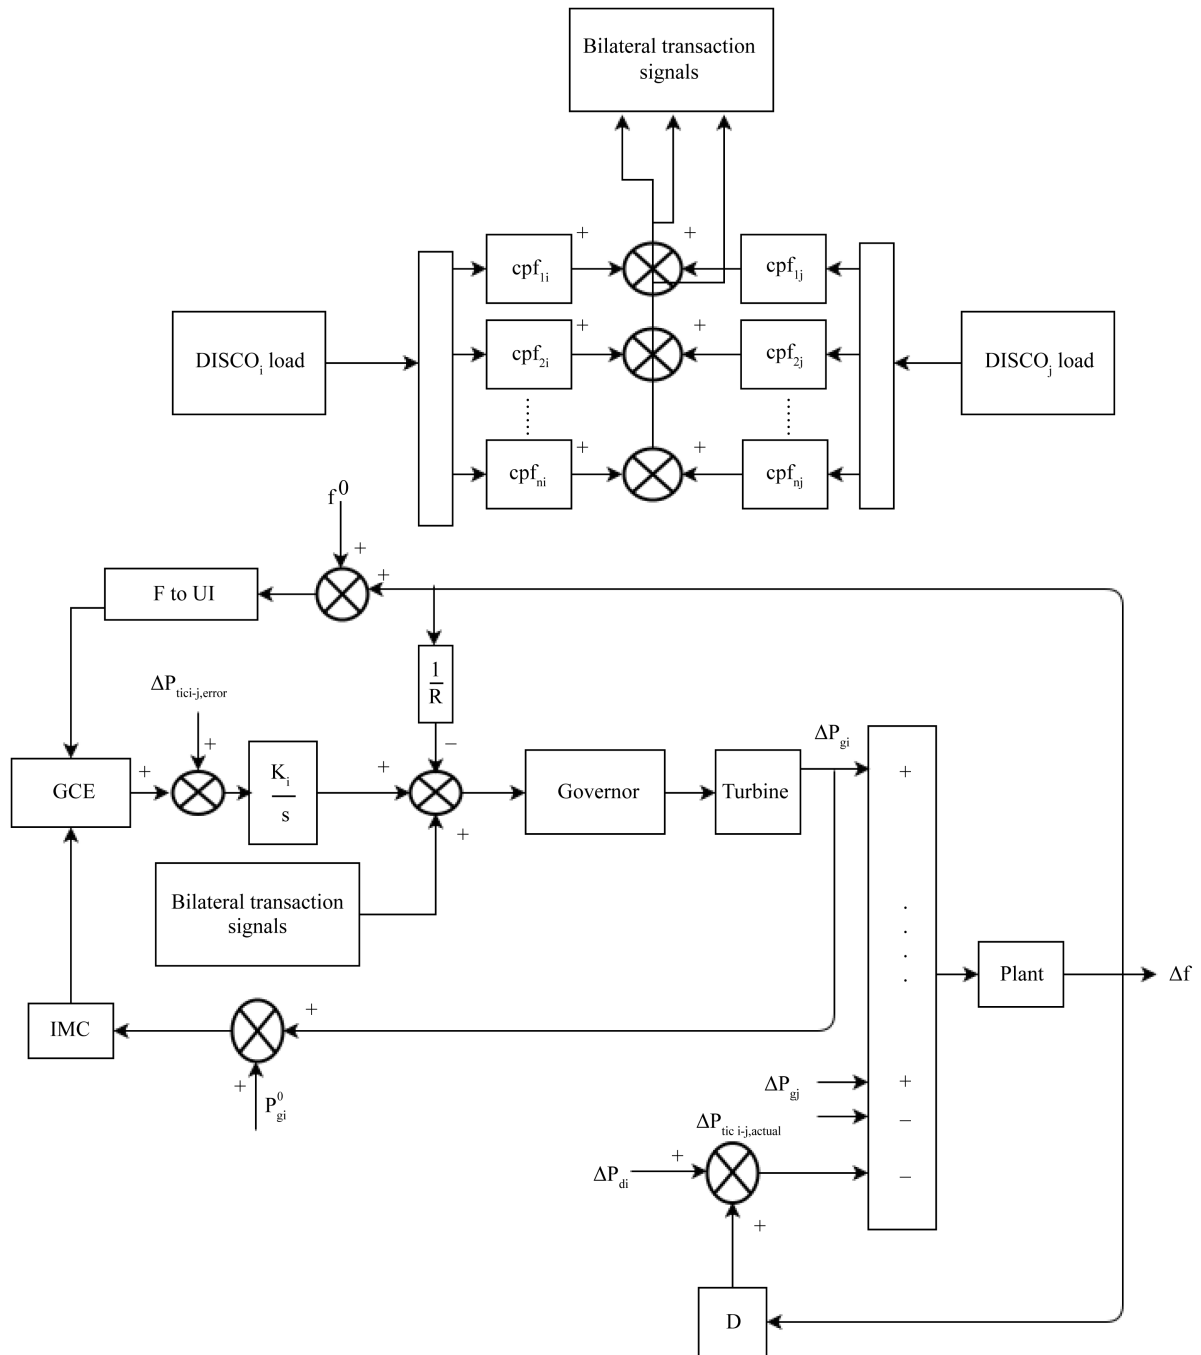 Bilateral transaction
signals
+ +
cpf1i cpf1j
+ +
DISCOi load cpf2i cpf2j DISCOj load
+ +
cpfni cpfnj
f0
+
+
F to UI
1
R
ΔPtici-j,error
+
−
ΔPgi
GCE + Ki
s + Governor Turbine +
+
Bilateral transaction
signals
Plant Δf
IMC +
+
P0gi
ΔPgj +
−
ΔPtic i-j,actual
ΔPdi + −
+
D